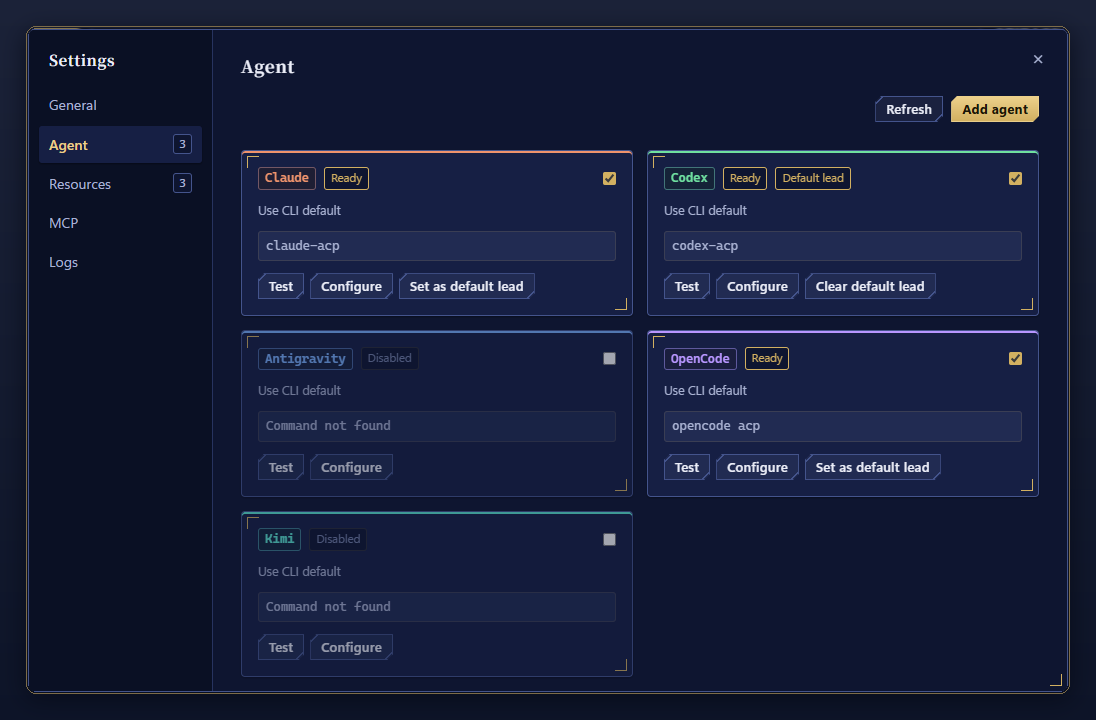 Settings
General
Agent 3
Resources 3
MCP
Logs
Agent
×
Refresh Add agent
Claude Ready
Use CLI default
claude-acp
Test Configure Set as default lead
Codex Ready Default lead
Use CLI default
codex-acp
Test Configure Clear default lead
Antigravity Disabled
Use CLI default
Command not found
Test Configure
OpenCode Ready
Use CLI default
opencode acp
Test Configure Set as default lead
Kimi Disabled
Use CLI default
Command not found
Test Configure